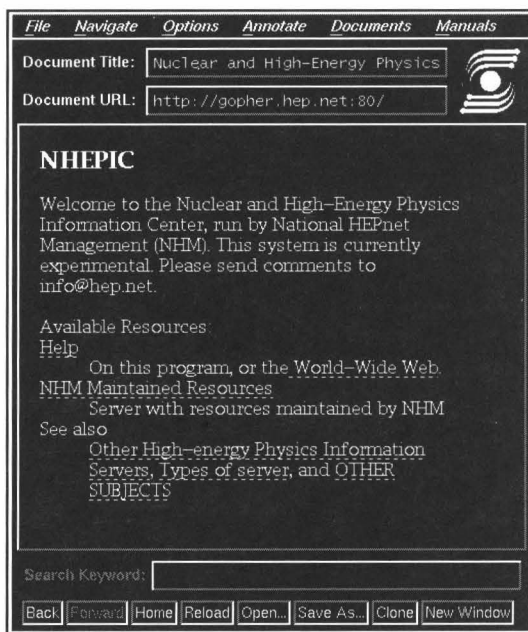 File Navigate Options Annotate Documents Manuals
Document Title: Nuclear and High-Energy Physics
Document URL: http://gopher.hep.net:80/
NHEPIC
Welcome to the Nuclear and High-Energy Physics
Information Center, run by National HEPnet
Management (NHM). This system is currently
experimental. Please send comments to
info@hep.net.
Available Resources:
Help
On this program, or the World-Wide Web.
NHM Maintained Resources
Server with resources maintained by NHM
See also
Other High-energy Physics Information
Servers, Types of server, and OTHER
SUBJECTS
Search Keyword:
Back Forward Home Reload Open... Save As... Clone New Window